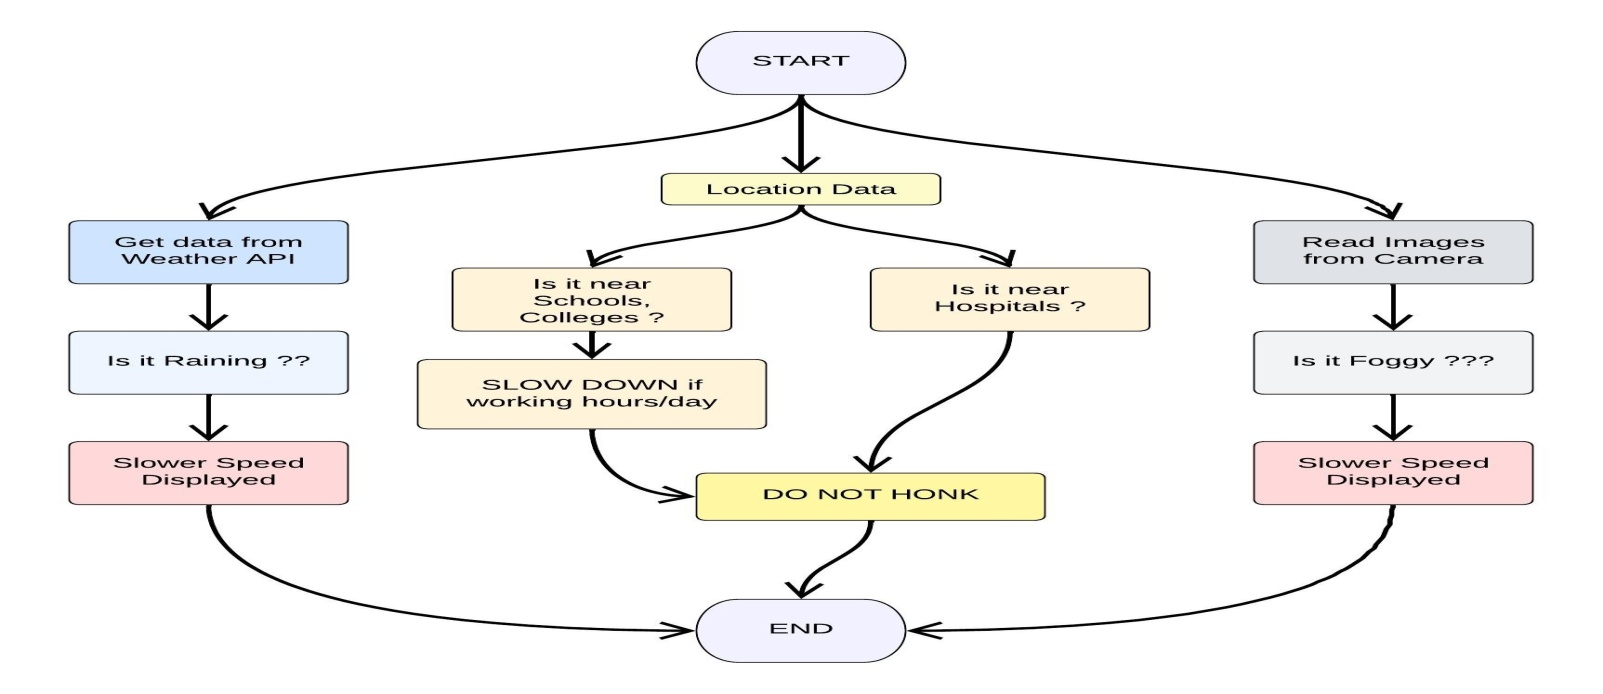 START
Location Data
Get data from
Weather API
Read Images
from Camera
Is it near
Schools,
Colleges ?
Is it near
Hospitals ?
Is it Raining ??
Is it Foggy ???
SLOW DOWN if
working hours/day
Slower Speed
Displayed
Slower Speed
Displayed
DO NOT HONK
END